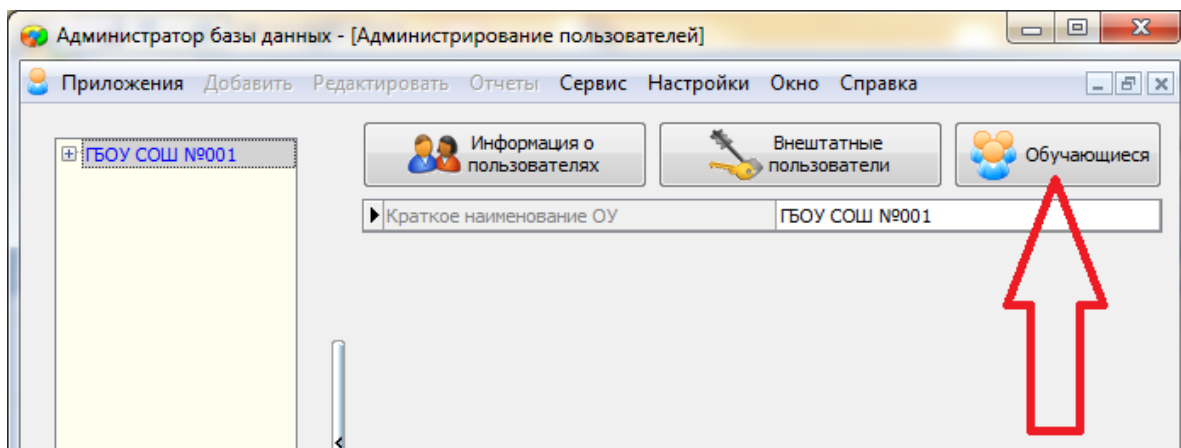 Администратор базы данных - [Администрирование пользователей]
Приложения Добавить Редактировать Отчеты Сервис Настройки Окно Справка
ГБОУ СОШ №001
Информация о
пользователях
Внештатные
пользователи
Обучающиеся
Краткое наименование ОУ
ГБОУ СОШ №001